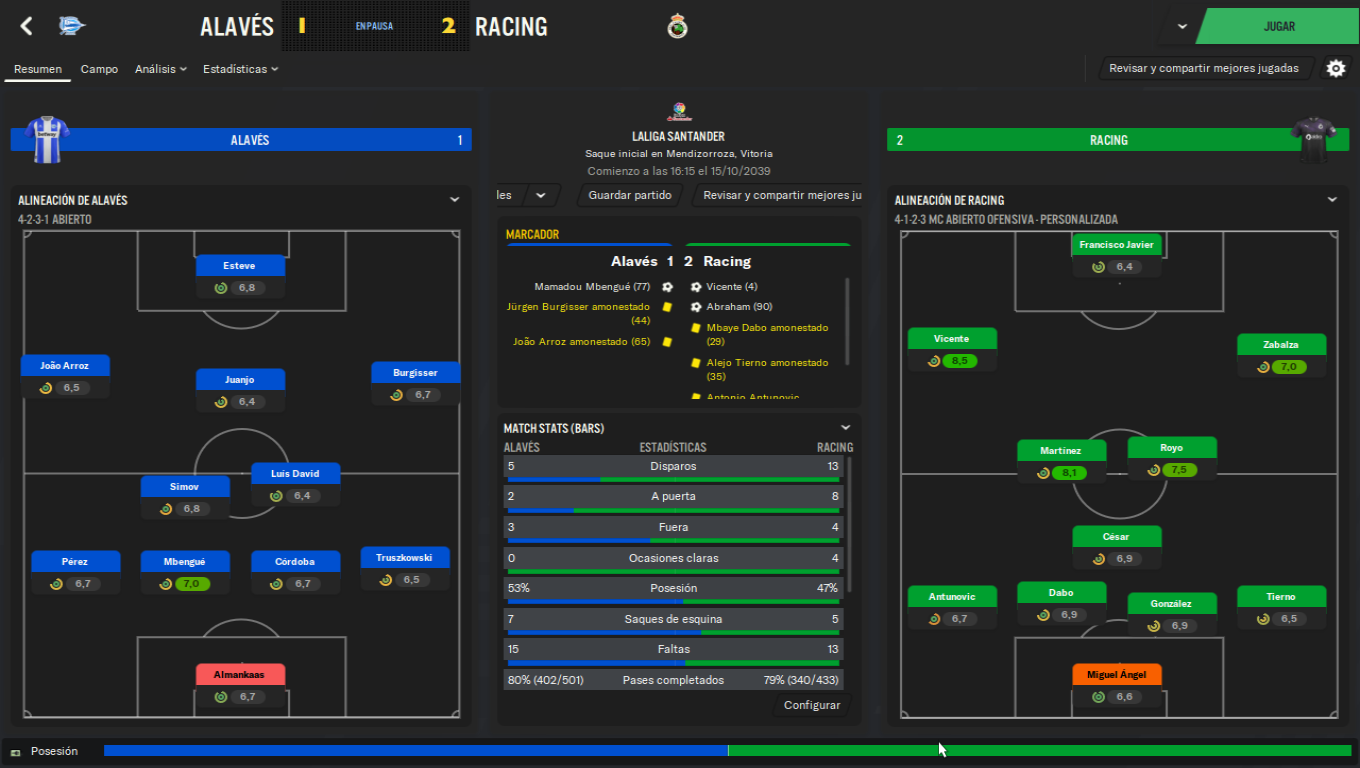 ALAVÉS 1 EN PAUSA 2 RACING
JUGAR
Resumen Campo Análisis Estadísticas
Revisar y compartir mejores jugadas
ALAVÉS 1
ALINEACIÓN DE ALAVÉS
4-2-3-1 ABIERTO
Esteve
6,8
João Arroz
6,5
Juanjo
6,4
Burgisser
6,7
Simov
6,8
Luís David
6,4
Pérez
6,7
Mbengué
7,0
Córdoba
6,7
Truszkowski
6,5
Almankaas
6,7
LALIGA SANTANDER
Saque inicial en Mendizorroza, Vitoria
Comienzo a las 16:15 el 15/10/2039
les
Guardar partido
Revisar y compartir mejores ju
MARCADOR
Alavés 1 2 Racing
Mamadou Mbengué (77)
Jürgen Burgisser amonestado
(44)
João Arroz amonestado (65)
Vicente (4)
Abraham (90)
Mbaye Dabo amonestado
(29)
Alejo Tierno amonestado
(35)
Antonio Antunovic
MATCH STATS (BARS)
ALAVÉS ESTADÍSTICAS RACING
5 Disparos 13
2 A puerta 8
3 Fuera 4
0 Ocasiones claras 4
53% Posesión 47%
7 Saques de esquina 5
15 Faltas 13
80% (402/501) Pases completados 79% (340/433)
Configurar
2 RACING
ALINEACIÓN DE RACING
4-1-2-3 MC ABIERTO OFENSIVA - PERSONALIZADA
Francisco Javier
6,4
Vicente
8,5
Zabalza
7,0
Martínez
8,1
Royo
7,5
César
6,9
Antunovic
6,7
Dabo
6,9
González
6,9
Tierno
6,5
Miguel Ángel
6,6
Posesión